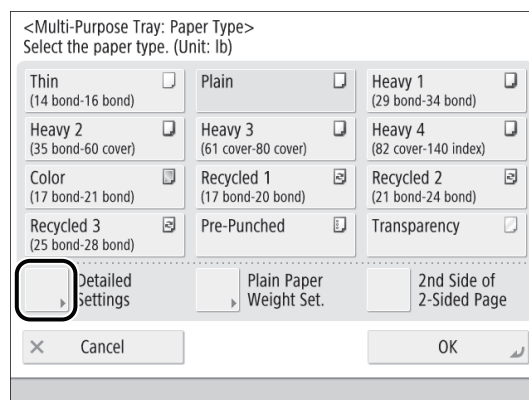 <Multi-Purpose Tray: Paper Type>
Select the paper type. (Unit: lb)
Thin
(14 bond-16 bond)
Plain
Heavy 1
(29 bond-34 bond)
Heavy 2
(35 bond-60 cover)
Heavy 3
(61 cover-80 cover)
Heavy 4
(82 cover-140 index)
Color
(17 bond-21 bond)
Recycled 1
(17 bond-20 bond)
Recycled 2
(21 bond-24 bond)
Recycled 3
(25 bond-28 bond)
Pre-Punched
Transparency
Detailed
Settings
Plain Paper
Weight Set.
2nd Side of
2-Sided Page
Cancel
OK